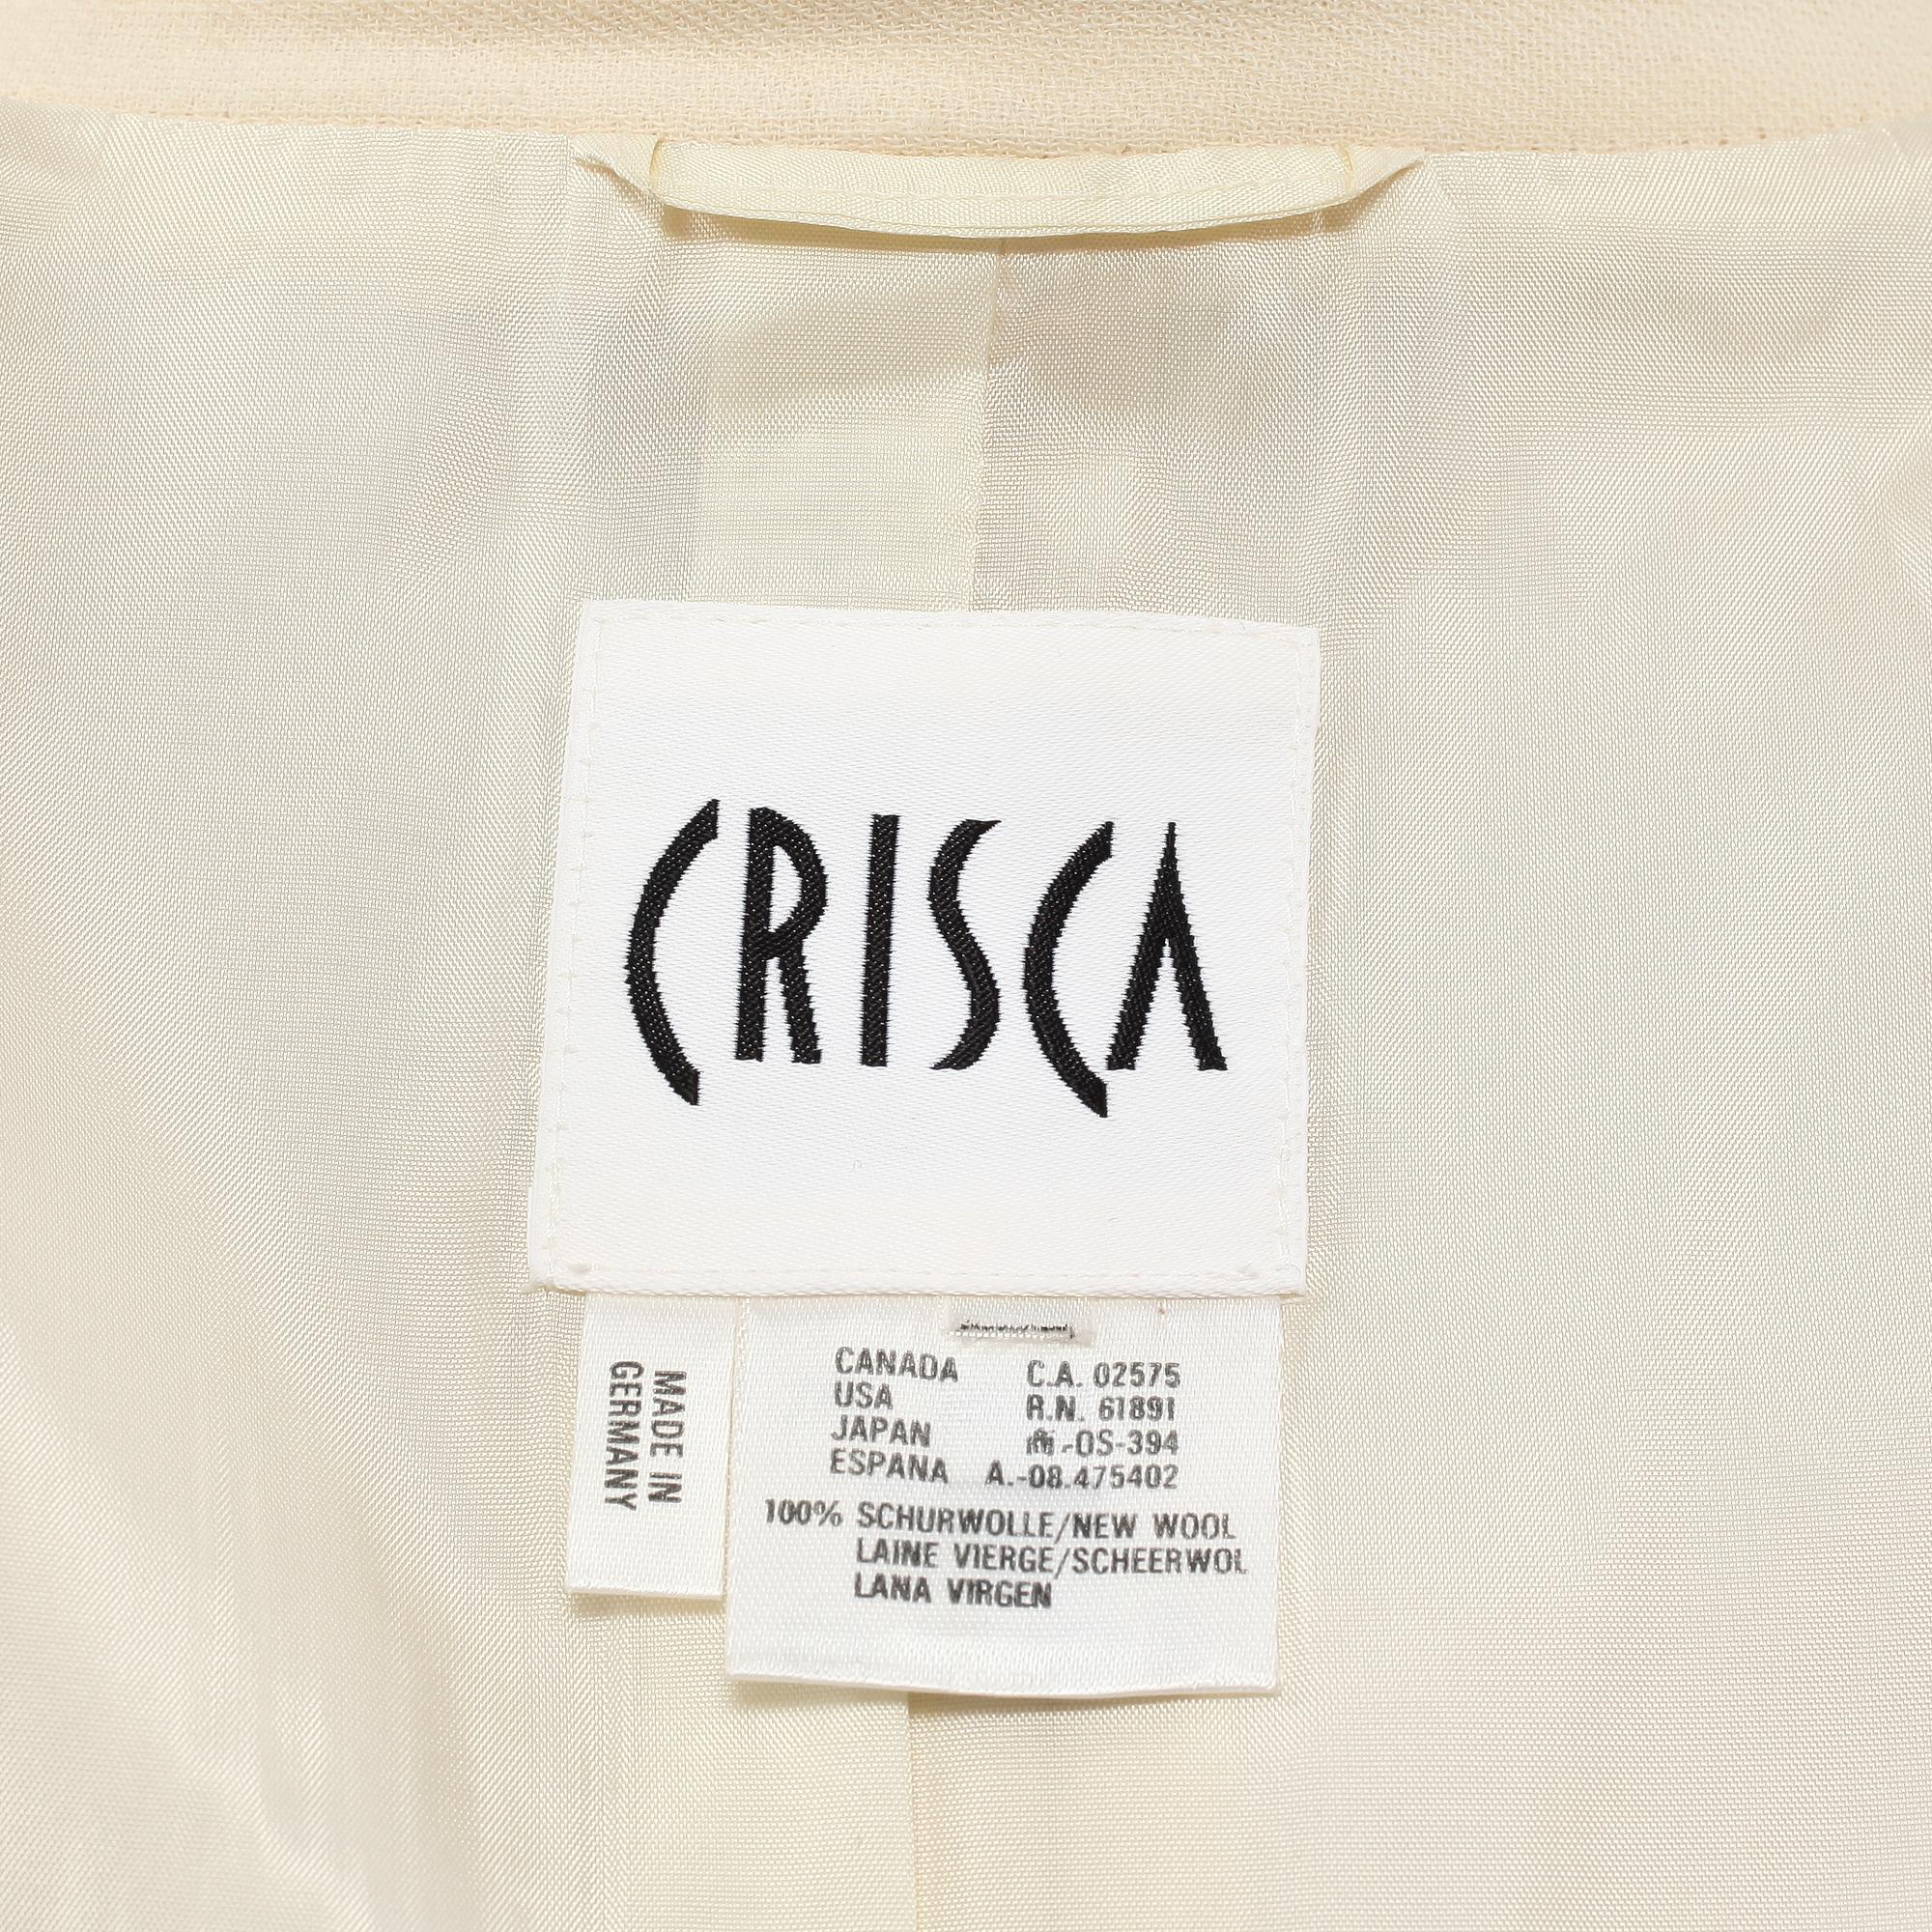 CRISCA
MADE IN
GERMANY
CANADA C.A. 02575
USA R.N. 61891
JAPAN -OS-394
ESPANA A.-08.475402
100% SCHURWOLLE/NEW WOOL
LAINE VIERGE/SCHEERWOL
LANA VIRGEN